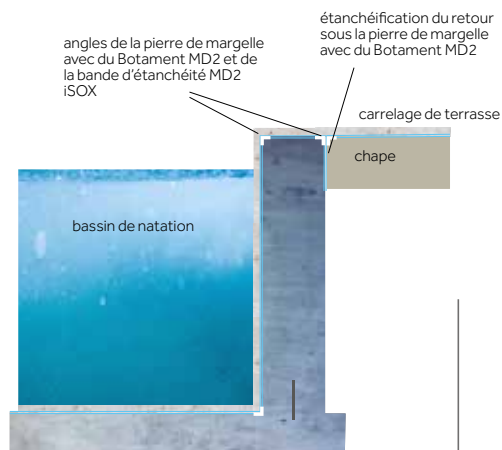 angles de la pierre de margelle
avec du Botament MD2 et de
la bande d'étanchéité MD2
iSOX
étanchéification du retour
sous la pierre de margelle
avec du Botament MD2
carrelage de terrasse
chape
bassin de natation